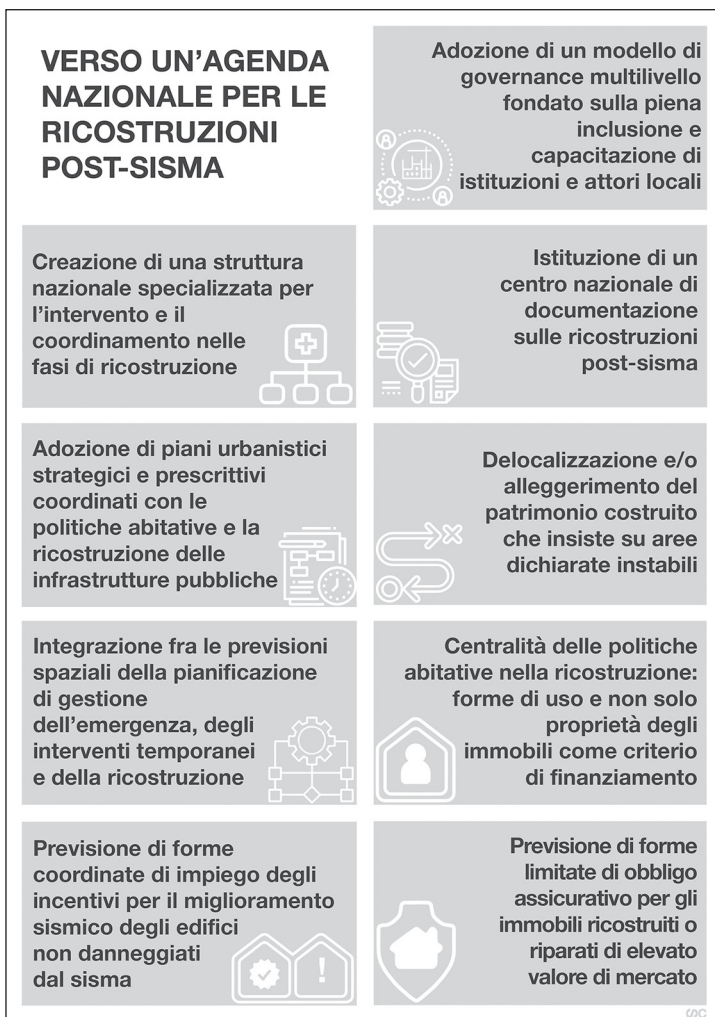 VERSO UN’AGENDA
NAZIONALE PER LE
RICOSTRUZIONI
POST-SISMA
Adozione di un modello di
governance multilivello
fondato sulla piena
inclusione e
capacitazione di
istituzioni e attori locali
Creazione di una struttura
nazionale specializzata per
l’intervento e il
coordinamento nelle
fasi di ricostruzione
Istituzione di un
centro nazionale di
documentazione
sulle ricostruzioni
post-sisma
Adozione di piani urbanistici
strategici e prescrittivi
coordinati con le
politiche abitative e la
ricostruzione delle
infrastrutture pubbliche
Delocalizzazione e/o
alleggerimento del
patrimonio costruito
che insiste su aree
dichiarate instabili
Integrazione fra le previsioni
spaziali della pianificazione
di gestione
dell’emergenza, degli
interventi temporanei
e della ricostruzione
Centralità delle politiche
abitative nella ricostruzione:
forme di uso e non solo
proprietà degli
immobili come criterio
di finanziamento
Previsione di forme
coordinate di impiego degli
incentivi per il miglioramento
sismico degli edifici
non danneggiati
dal sisma
Previsione di forme
limitate di obbligo
assicurativo per gli
immobili ricostruiti o
riparati di elevato
valore di mercato